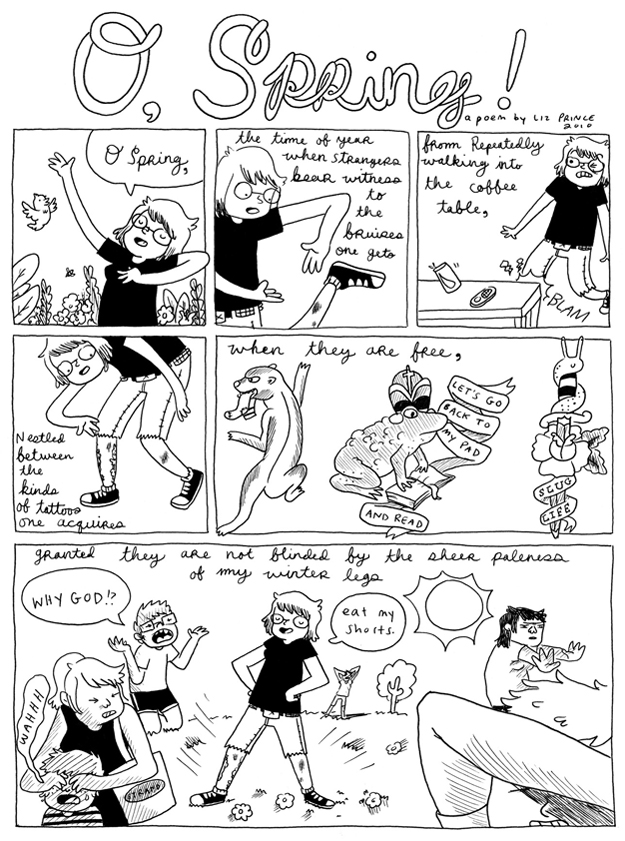 O, Spring!
a poem by LIZ PRINCE
2010
O Spring,
the time of year
when strangers
bear witness
to
the
bruises
one gets
from Repeatedly
walking into
the coffee
table,
BLAM
Nestled
between
the
kinds
of tattoos
one acquires
when they are free,
LET'S GO
BACK TO
MY PAD
AND READ
SLUG
LIFE
granted they are not blinded by the sheer paleness
of my winter legs
WHY GOD!?
eat my
shorts.
WAHHH
STRAND